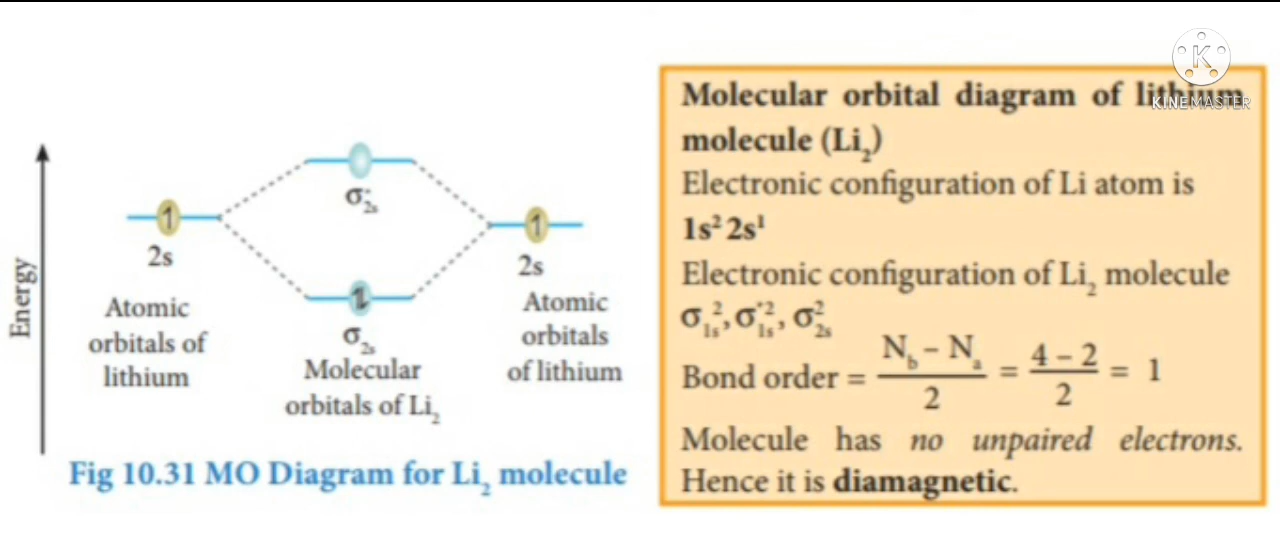 K
KINEMASTER
Energy
2s
Atomic
orbitals of
lithium
σ*2s
σ2s
Molecular
orbitals of Li₂
2s
Atomic
orbitals
of lithium
Fig 10.31 MO Diagram for Li₂ molecule
Molecular orbital diagram of lithium
molecule (Li₂)
Electronic configuration of Li atom is
1s² 2s¹
Electronic configuration of Li₂ molecule
σ1s², σ1s*², σ2s²
Bond order = (Nb − Na)/2 = (4 − 2)/2 = 1
Molecule has no unpaired electrons.
Hence it is diamagnetic.